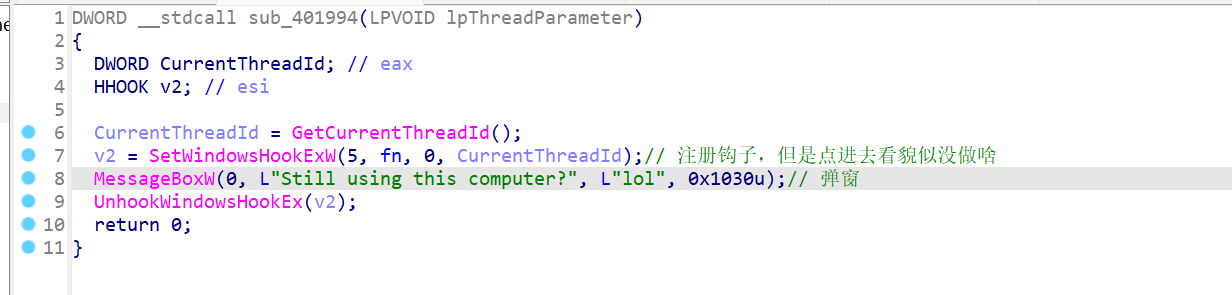 1 DWORD __stdcall sub_401994(LPVOID lpThreadParameter)
2 {
3 DWORD CurrentThreadId; // eax
4 HHOOK v2; // esi
5
6 CurrentThreadId = GetCurrentThreadId();
7 v2 = SetWindowsHookExW(5, fn, 0, CurrentThreadId);// 注册钩子，但是点进去看貌似没做啥
8 MessageBoxW(0, L"Still using this computer?", L"lol", 0x1030u);// 弹窗
9 UnhookWindowsHookEx(v2);
10 return 0;
11 }